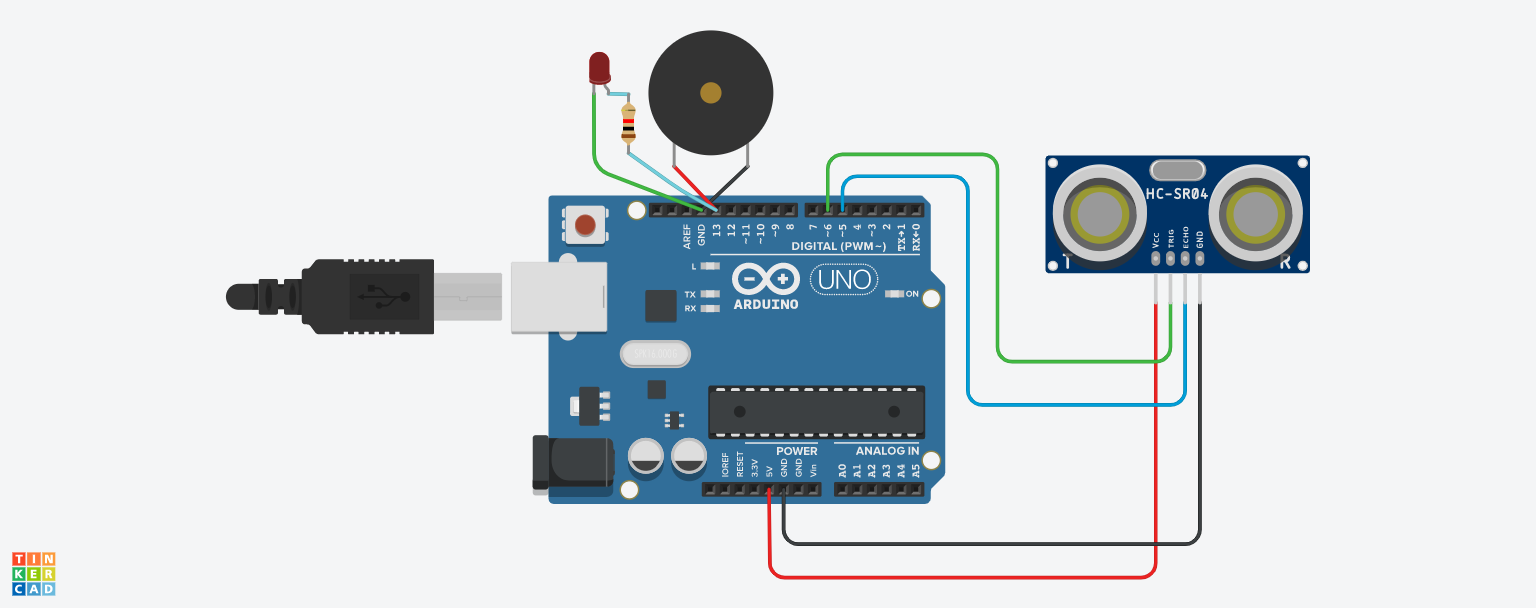 HC-SR04
VCC
TRIG
ECHO
GND
T
R
AREF
GND
13
12
~11
~10
~9
8
7
~6
~5
4
~3
2
TX→1
RX←0
DIGITAL (PWM~)
L
TX
RX
ARDUINO
UNO
ON
POWER
ANALOG IN
IOREF
RESET
3.3V
5V
GND
GND
Vin
A0
A1
A2
A3
A4
A5
TIN
KER
CAD